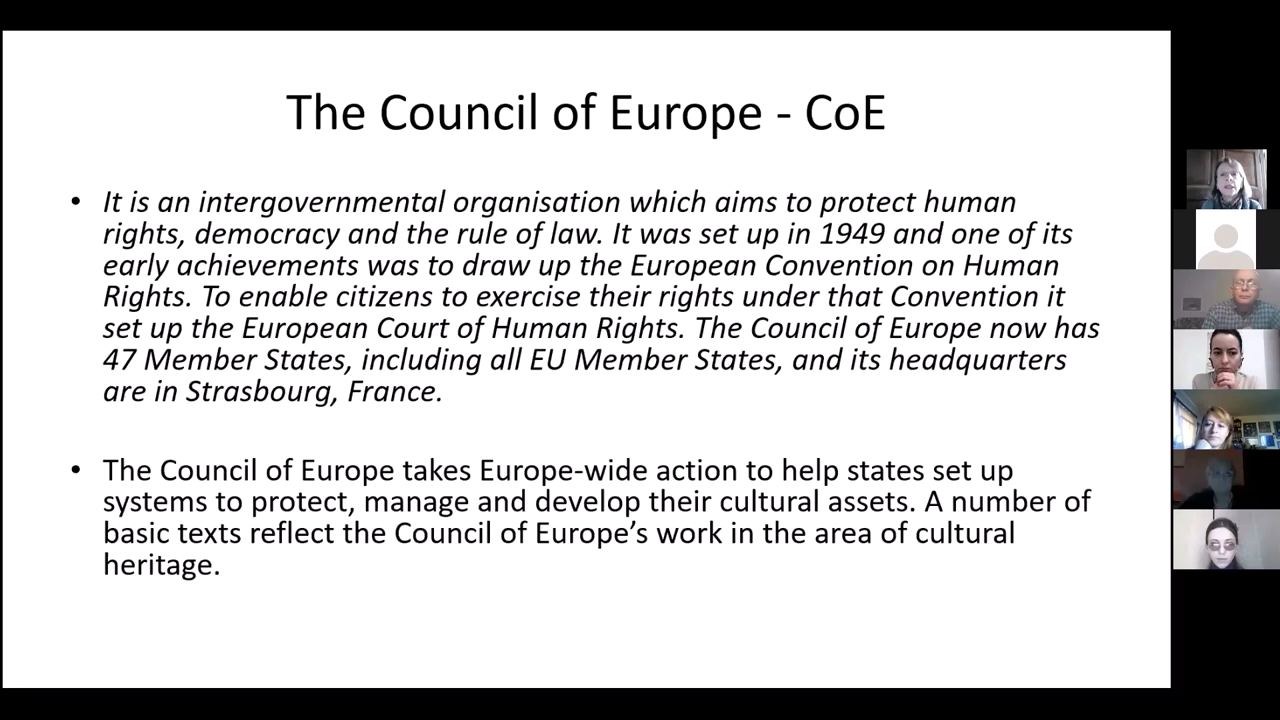 The Council of Europe - CoE
• It is an intergovernmental organisation which aims to protect human
rights, democracy and the rule of law. It was set up in 1949 and one of its
early achievements was to draw up the European Convention on Human
Rights. To enable citizens to exercise their rights under that Convention it
set up the European Court of Human Rights. The Council of Europe now has
47 Member States, including all EU Member States, and its headquarters
are in Strasbourg, France.
• The Council of Europe takes Europe-wide action to help states set up
systems to protect, manage and develop their cultural assets. A number of
basic texts reflect the Council of Europe’s work in the area of cultural
heritage.